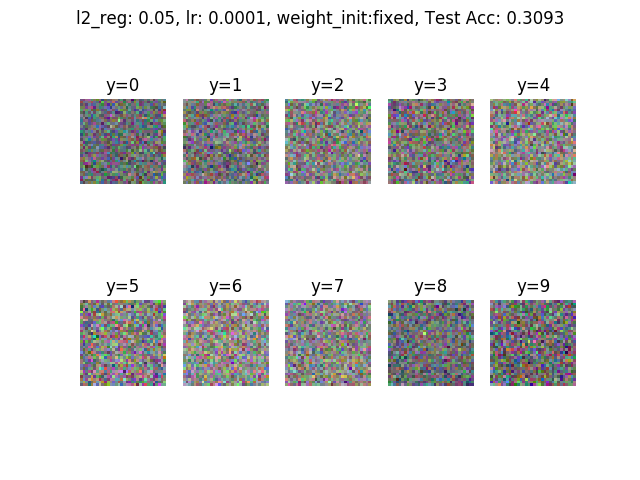 l2_reg: 0.05, lr: 0.0001, weight_init:fixed, Test Acc: 0.3093
y=0 y=1 y=2 y=3 y=4
y=5 y=6 y=7 y=8 y=9